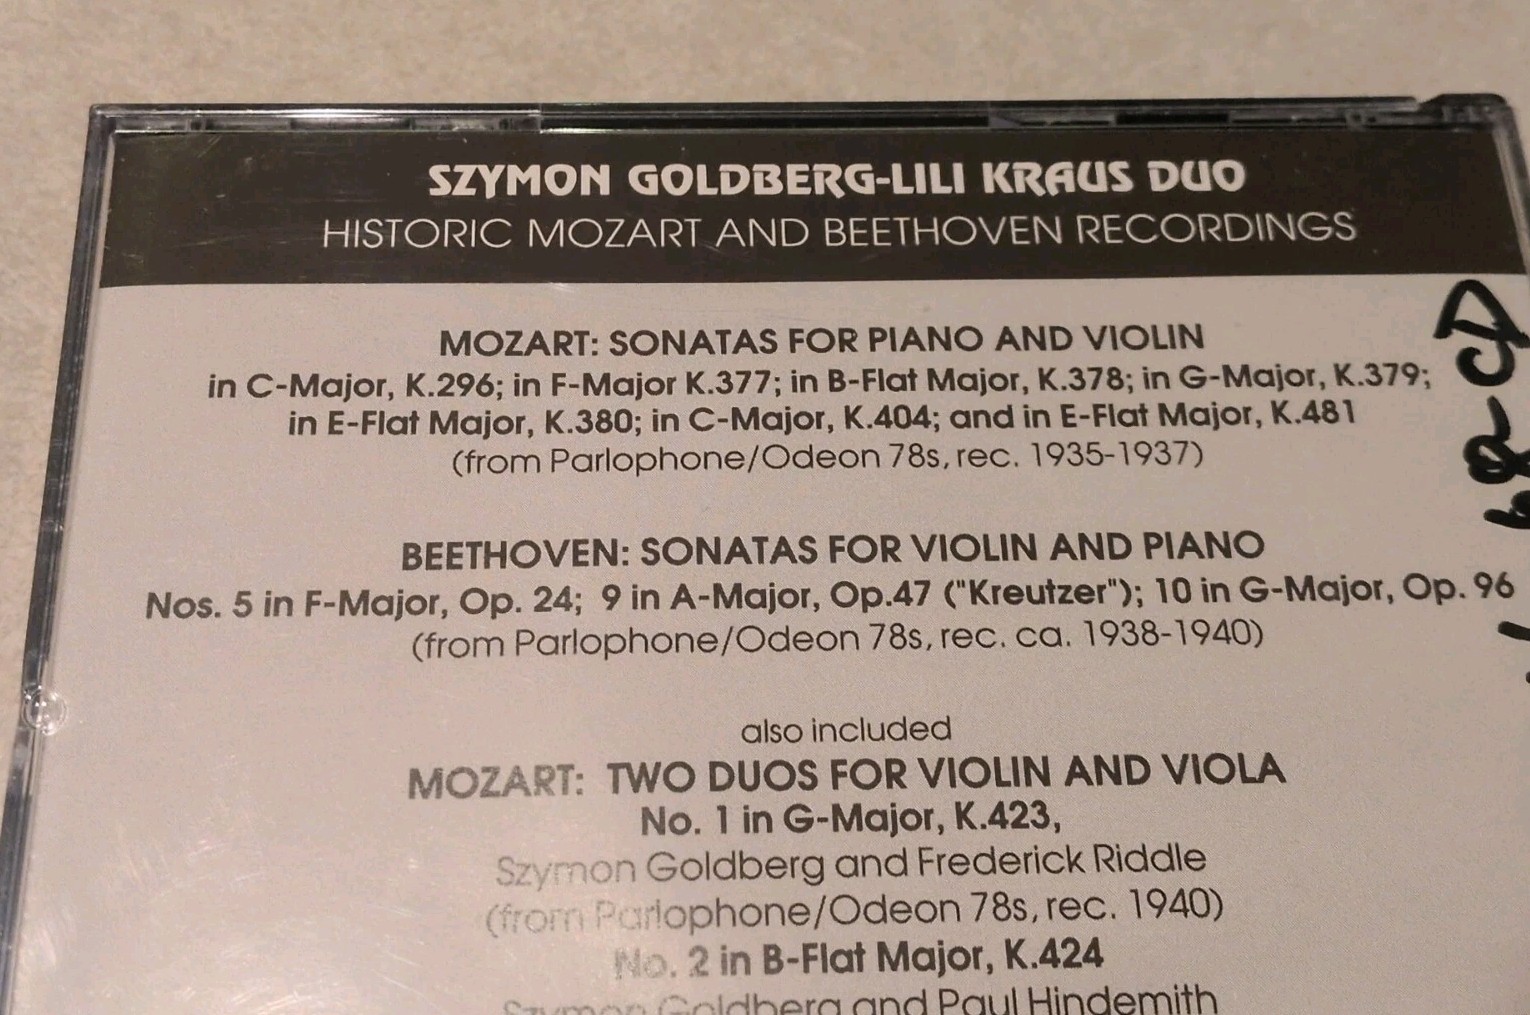 SZYMON GOLDBERG-LILI KRAUS DUO
HISTORIC MOZART AND BEETHOVEN RECORDINGS
MOZART: SONATAS FOR PIANO AND VIOLIN
in C-Major, K.296; in F-Major K.377; in B-Flat Major, K.378; in G-Major, K.379;
in E-Flat Major, K.380; in C-Major, K.404; and in E-Flat Major, K.481
(from Parlophone/Odeon 78s, rec. 1935-1937)
BEETHOVEN: SONATAS FOR VIOLIN AND PIANO
Nos. 5 in F-Major, Op. 24; 9 in A-Major, Op.47 ("Kreutzer"); 10 in G-Major, Op. 96
(from Parlophone/Odeon 78s, rec. ca. 1938-1940)
also included
MOZART: TWO DUOS FOR VIOLIN AND VIOLA
No. 1 in G-Major, K.423,
Szymon Goldberg and Frederick Riddle
(from Parlophone/Odeon 78s, rec. 1940)
No. 2 in B-Flat Major, K.424
Szymon Goldberg and Paul Hindemith
CD